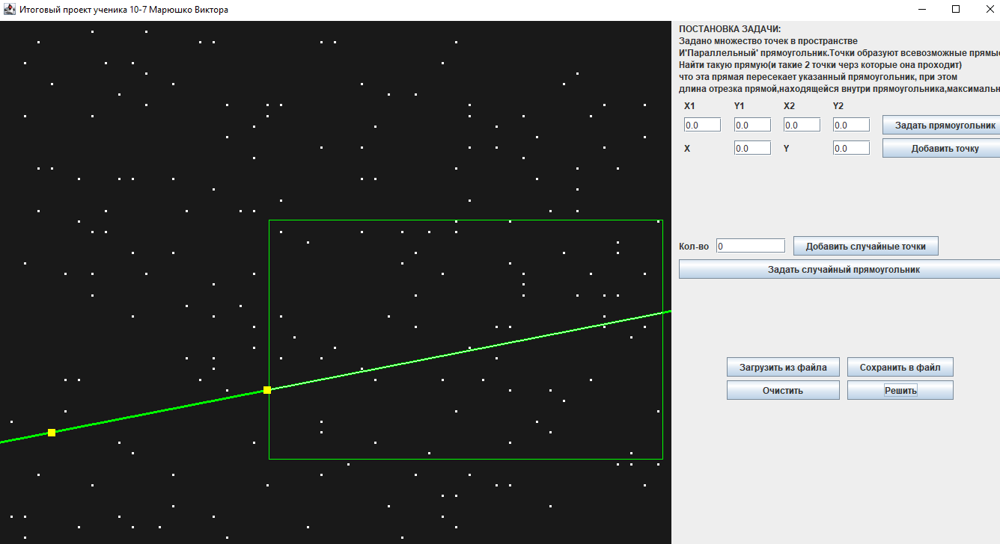 Итоговый проект ученика 10-7 Марюшко Виктора
ПОСТАНОВКА ЗАДАЧИ:
Задано множество точек в пространстве
И'Параллельный' прямоугольник.Точки образуют всевозможные прямые
Найти такую прямую(и такие 2 точки черз которые она проходит)
что эта прямая пересекает указанный прямоугольник, при этом
длина отрезка прямой,находящейся внутри прямоугольника,максимальн
X1 Y1 X2 Y2
0.0 0.0 0.0 0.0 Задать прямоугольник
X 0.0 Y 0.0 Добавить точку
Кол-во 0 Добавить случайные точки
Задать случайный прямоугольник
Загрузить из файла Сохранить в файл
Очистить Решить